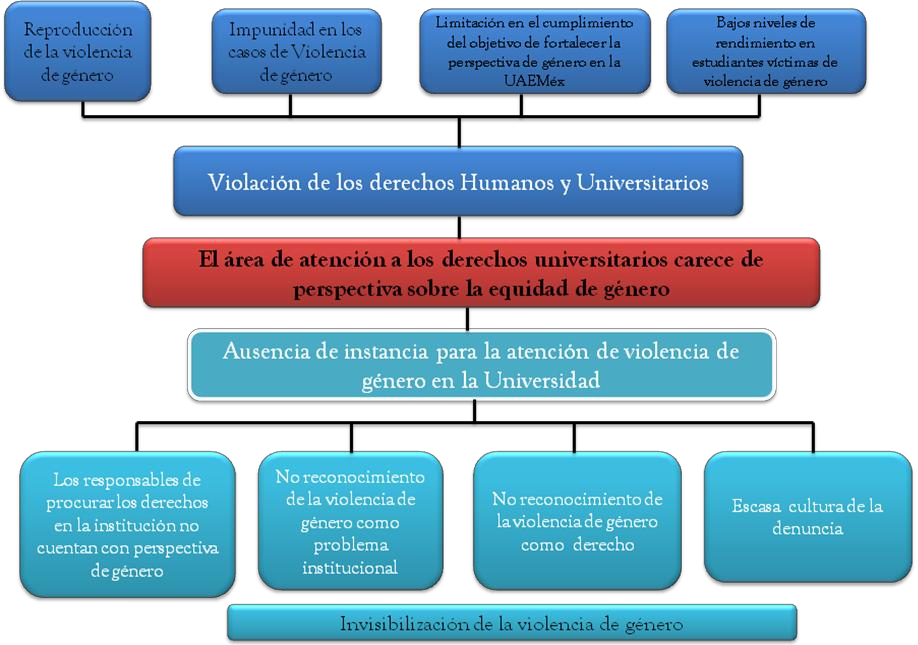 Reproducción
de la violencia
de género
Impunidad en los
casos de Violencia
de género
Limitación en el cumplimiento
del objetivo de fortalecer la
perspectiva de género en la
UAEMéx
Bajos niveles de
rendimiento en
estudiantes víctimas de
violencia de género
Violación de los derechos Humanos y Universitarios
El área de atención a los derechos universitarios carece de
perspectiva sobre la equidad de género
Ausencia de instancia para la atención de violencia de
género en la Universidad
Los responsables de
procurar los derechos
en la institución no
cuentan con perspectiva
de género
No reconocimiento
de la violencia de
género como
problema
institucional
No reconocimiento de
la violencia de género
como derecho
Escasa cultura de la
denuncia
Invisibilización de la violencia de género